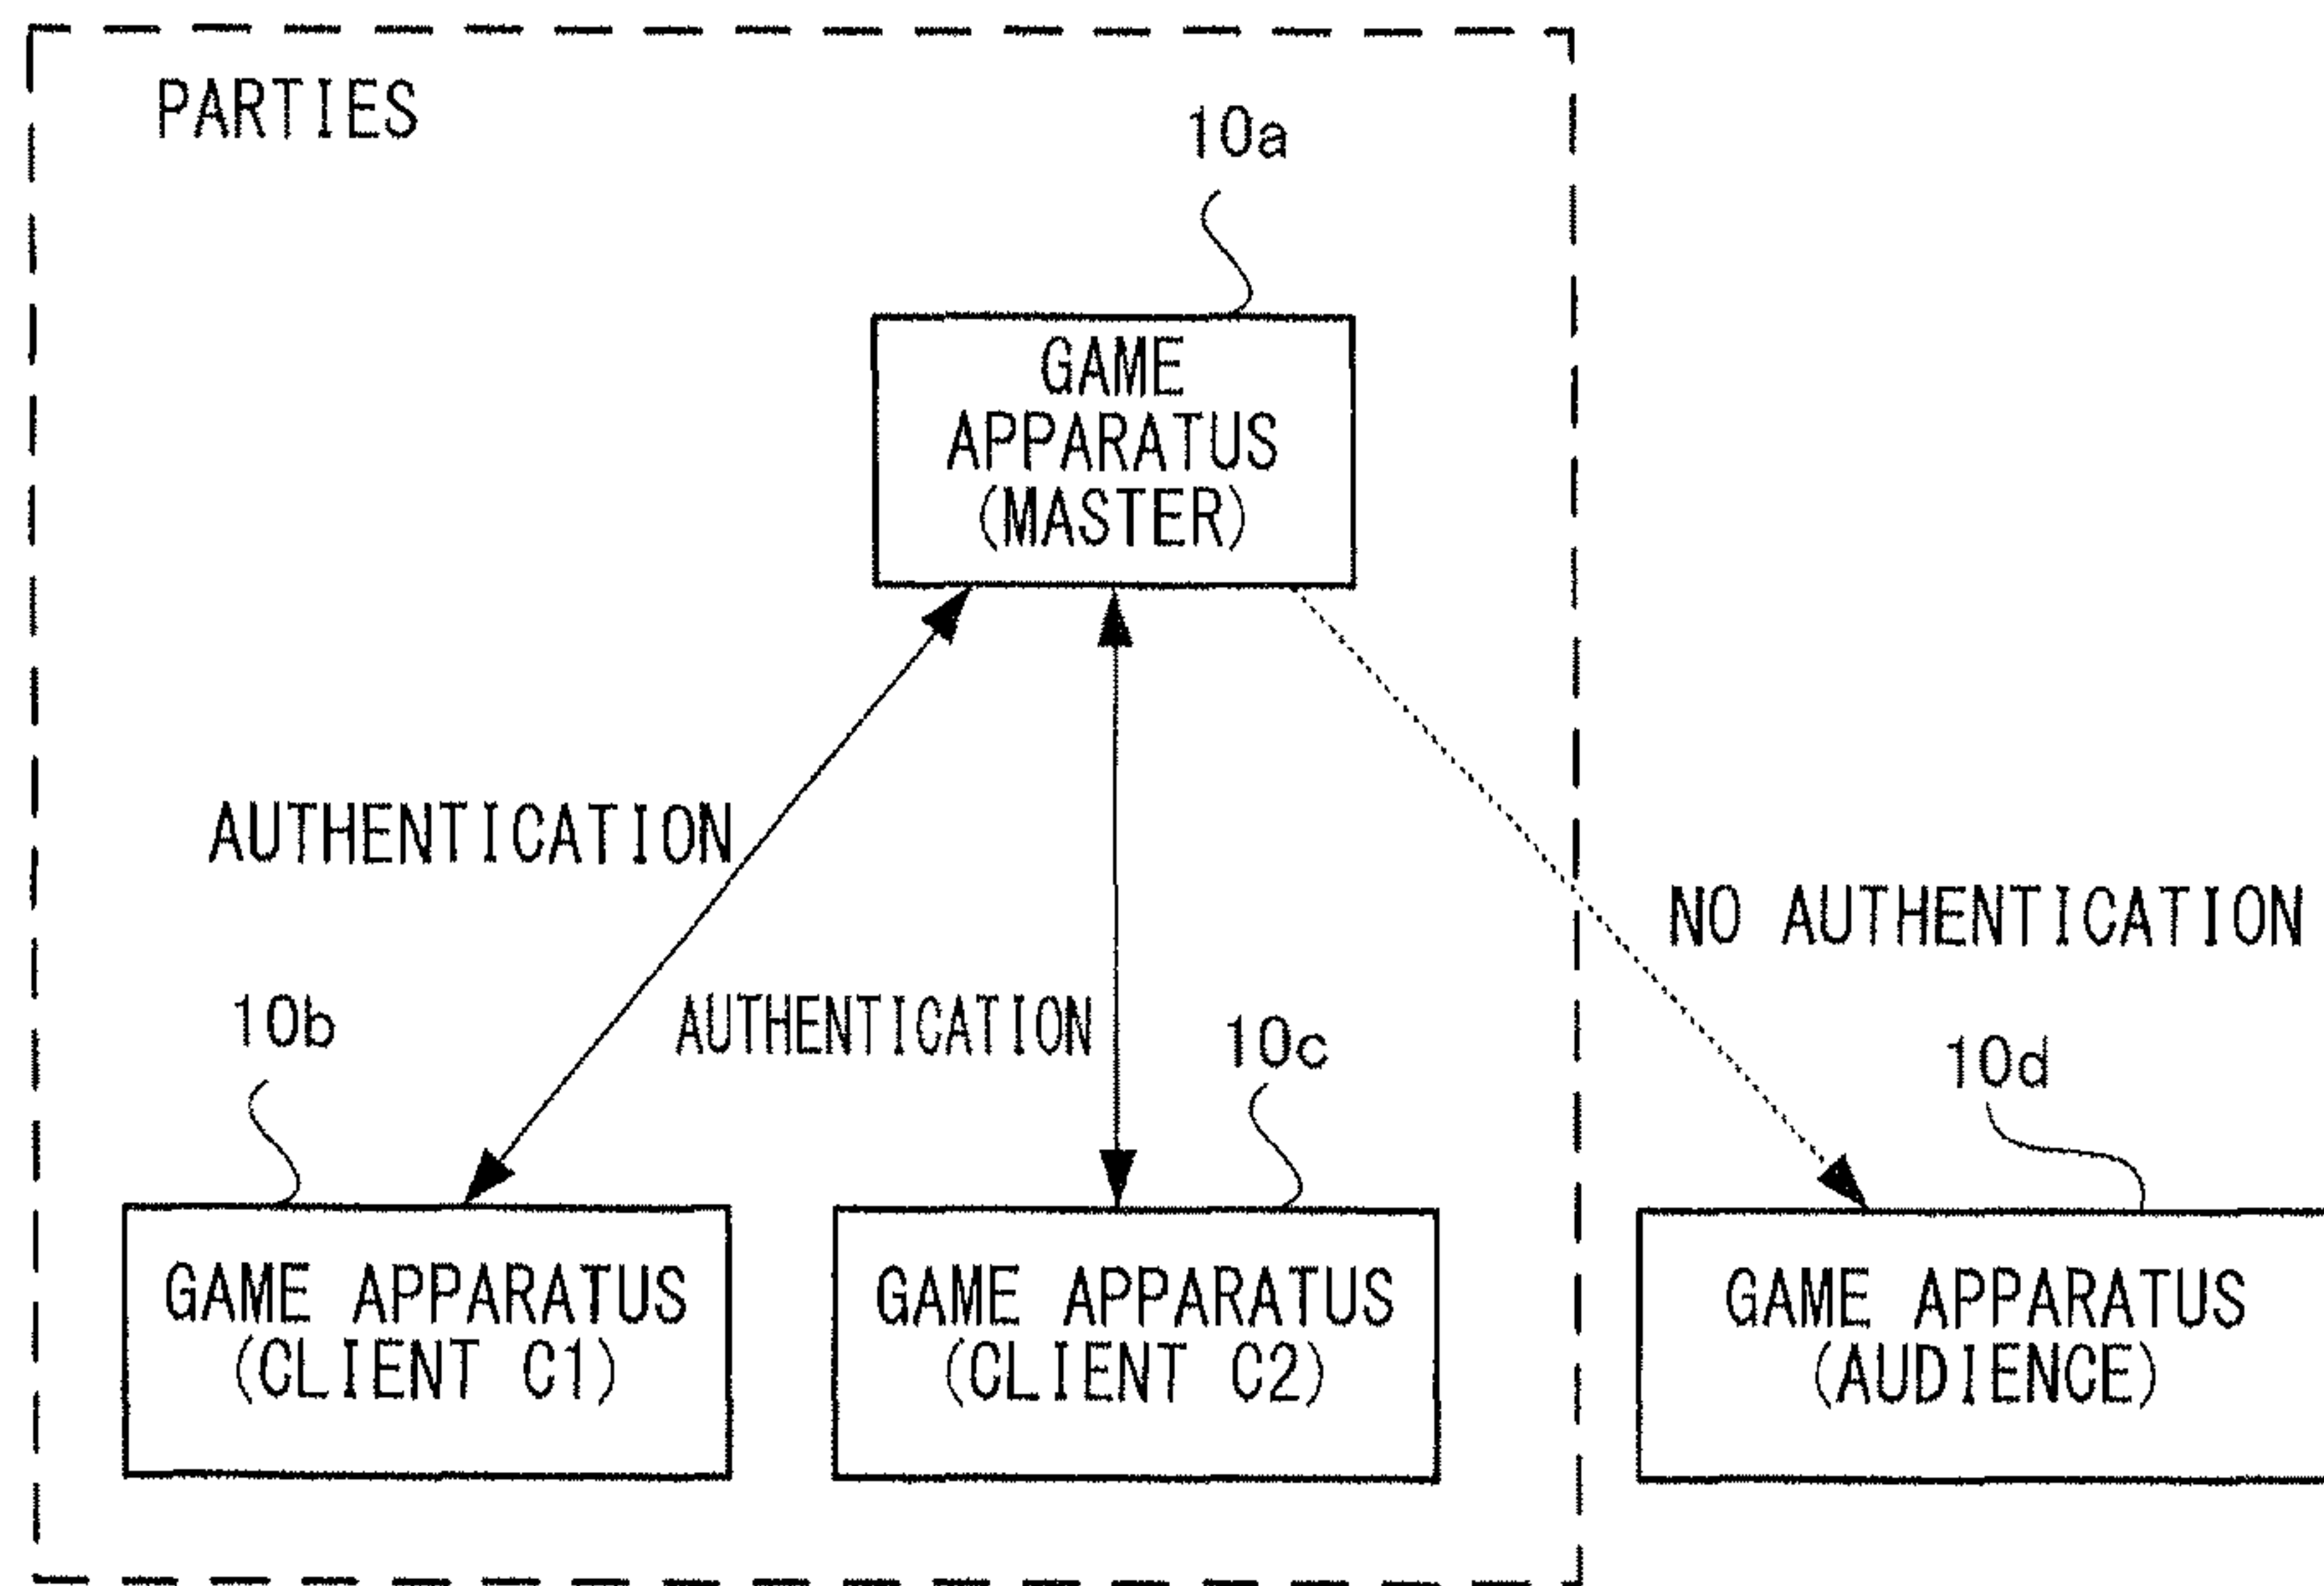 PARTIES
10a
GAME
APPARATUS
(MASTER)
AUTHENTICATION
NO AUTHENTICATION
10b
AUTHENTICATION
10c
10d
GAME APPARATUS
(CLIENT C1)
GAME APPARATUS
(CLIENT C2)
GAME APPARATUS
(AUDIENCE)